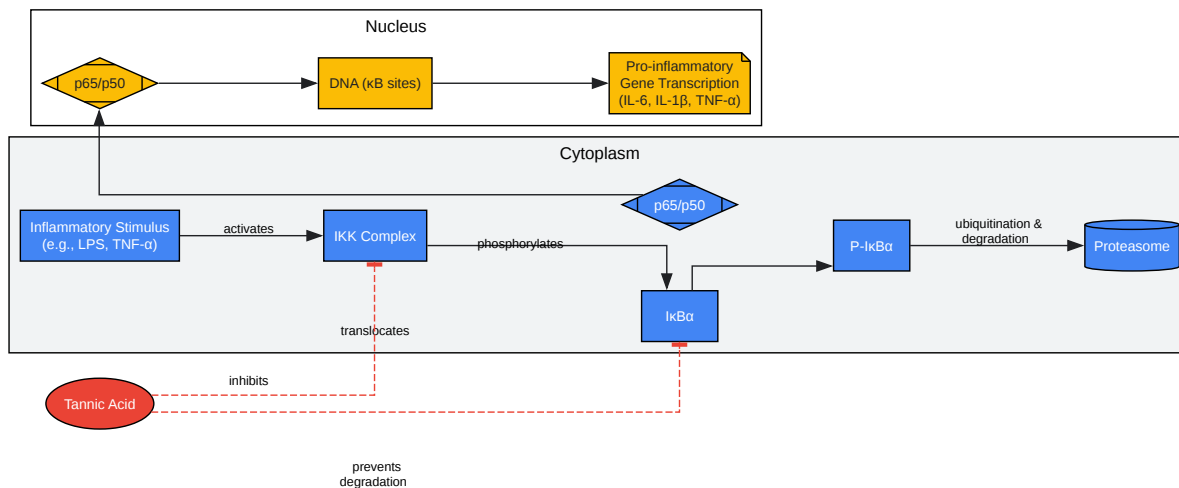 Nucleus
p65/p50
DNA (κB sites)
Pro-inflammatory
Gene Transcription
(IL-6, IL-1β, TNF-α)
Cytoplasm
p65/p50
Inflammatory Stimulus
(e.g., LPS, TNF-α)
activates
IKK Complex
phosphorylates
P-IκBα
ubiquitination &
degradation
Proteasome
IκBα
translocates
inhibits
Tannic Acid
prevents
degradation